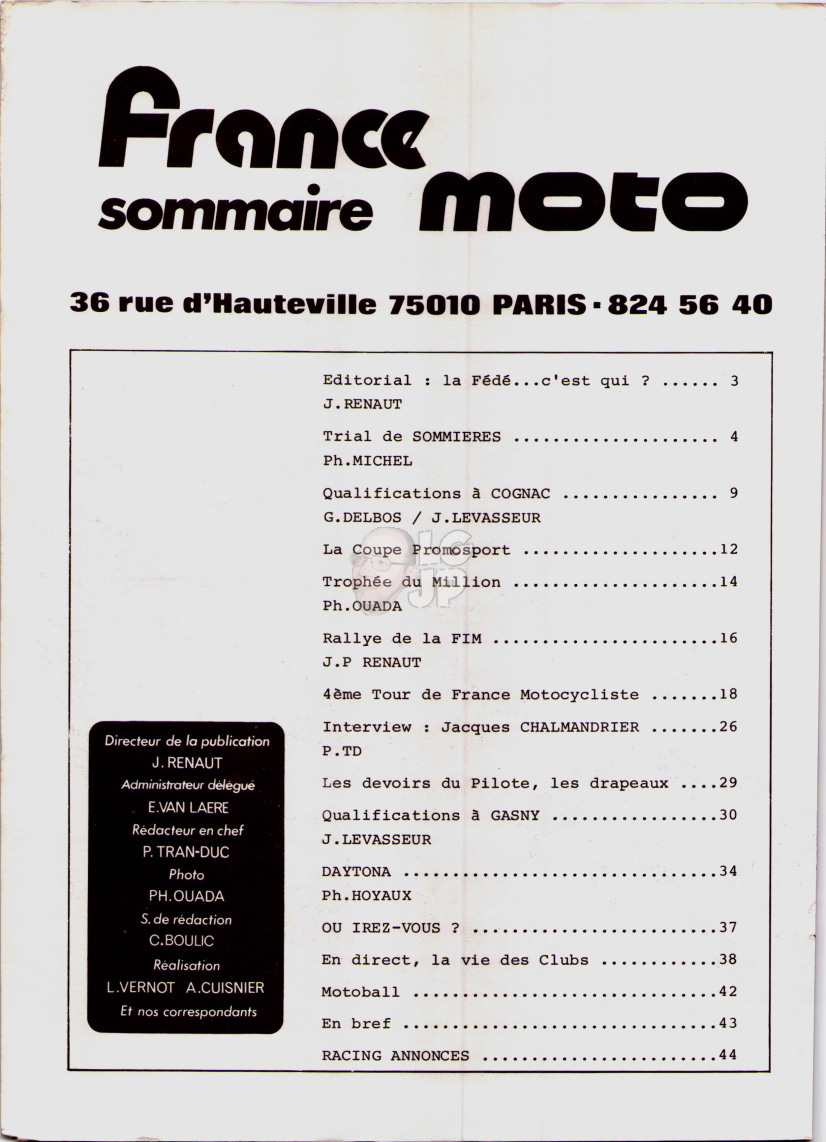 France
sommaire moto
36 rue d'Hauteville 75010 PARIS • 824 56 40
Editorial : la Fédé...c'est qui ? ...... 3
J.RENAUT
Trial de SOMMIERES ..................... 4
Ph.MICHEL
Qualifications à COGNAC ................ 9
G.DELBOS / J.LEVASSEUR
La Coupe Promosport ....................12
Trophée du Million .....................14
Ph.OUADA
Rallye de la FIM .......................16
J.P RENAUT
4ème Tour de France Motocycliste .......18
Interview : Jacques CHALMANDRIER .......26
P.TD
Les devoirs du Pilote, les drapeaux ....29
Qualifications à GASNY .................30
J.LEVASSEUR
DAYTONA ................................34
Ph.HOYAUX
OU IREZ-VOUS ? .........................37
En direct, la vie des Clubs ............38
Motoball ...............................42
En bref ................................43
RACING ANNONCES ........................44
Directeur de la publication
J. RENAUT
Administrateur délégué
E.VAN LAERE
Rédacteur en chef
P. TRAN-DUC
Photo
PH.OUADA
S. de rédaction
C.BOULIC
Réalisation
L.VERNOT A.CUISNIER
Et nos correspondants
LG
JP